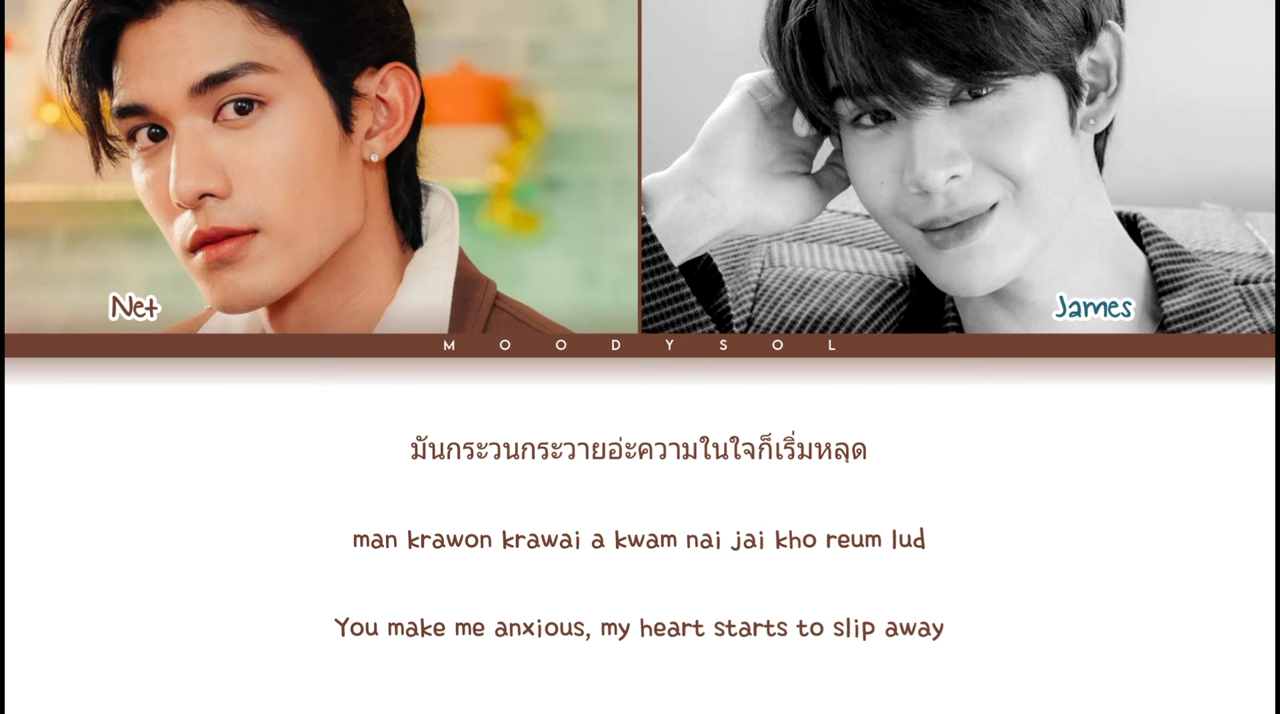 Net
James
MOODYSOL
มันกระวนกระวายอ่ะความในใจก็เริ่มหลุด
man krawon krawai a kwam nai jai kho reum lud
You make me anxious, my heart starts to slip away